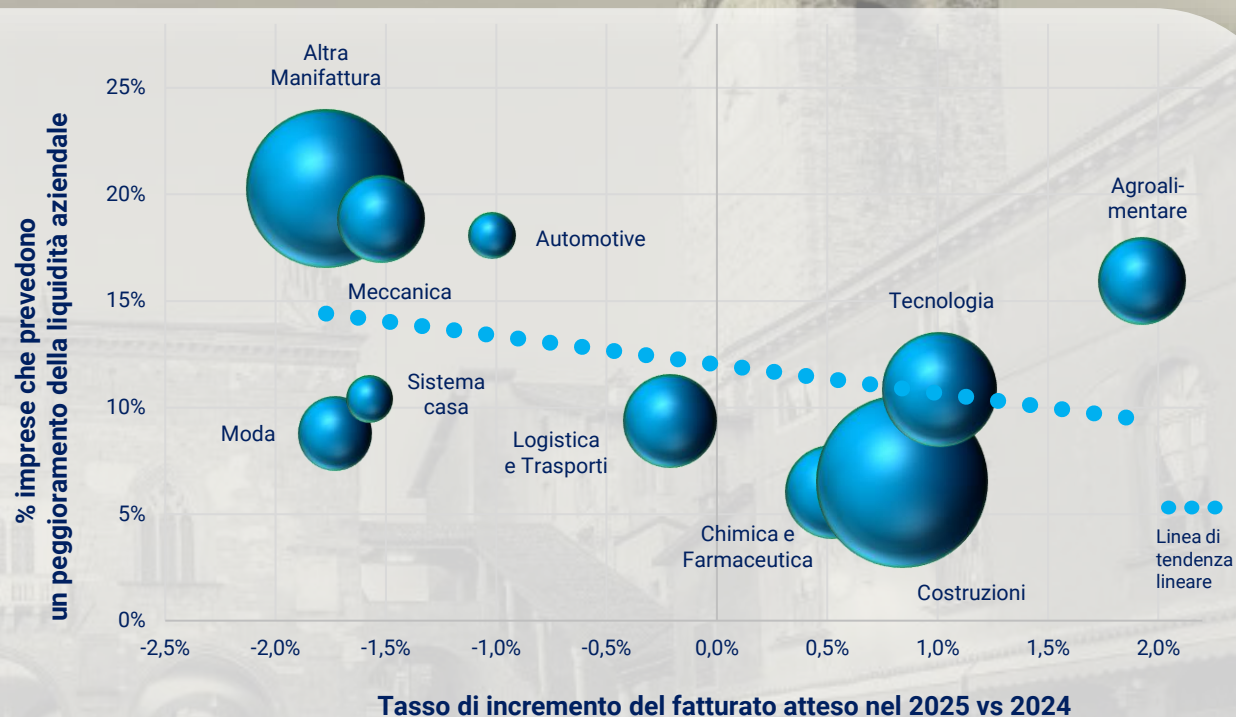 % imprese che prevedono
un peggioramento della liquidità aziendale
25%
20%
15%
10%
5%
0%
Altra
Manifattura
Meccanica
Automotive
Agroali-
mentare
Tecnologia
Sistema
casa
Moda
Logistica
e Trasporti
Chimica e
Farmaceutica
Costruzioni
Linea di
tendenza
lineare
-2,5%
-2,0%
-1,5%
-1,0%
-0,5%
0,0%
0,5%
1,0%
1,5%
2,0%
Tasso di incremento del fatturato atteso nel 2025 vs 2024